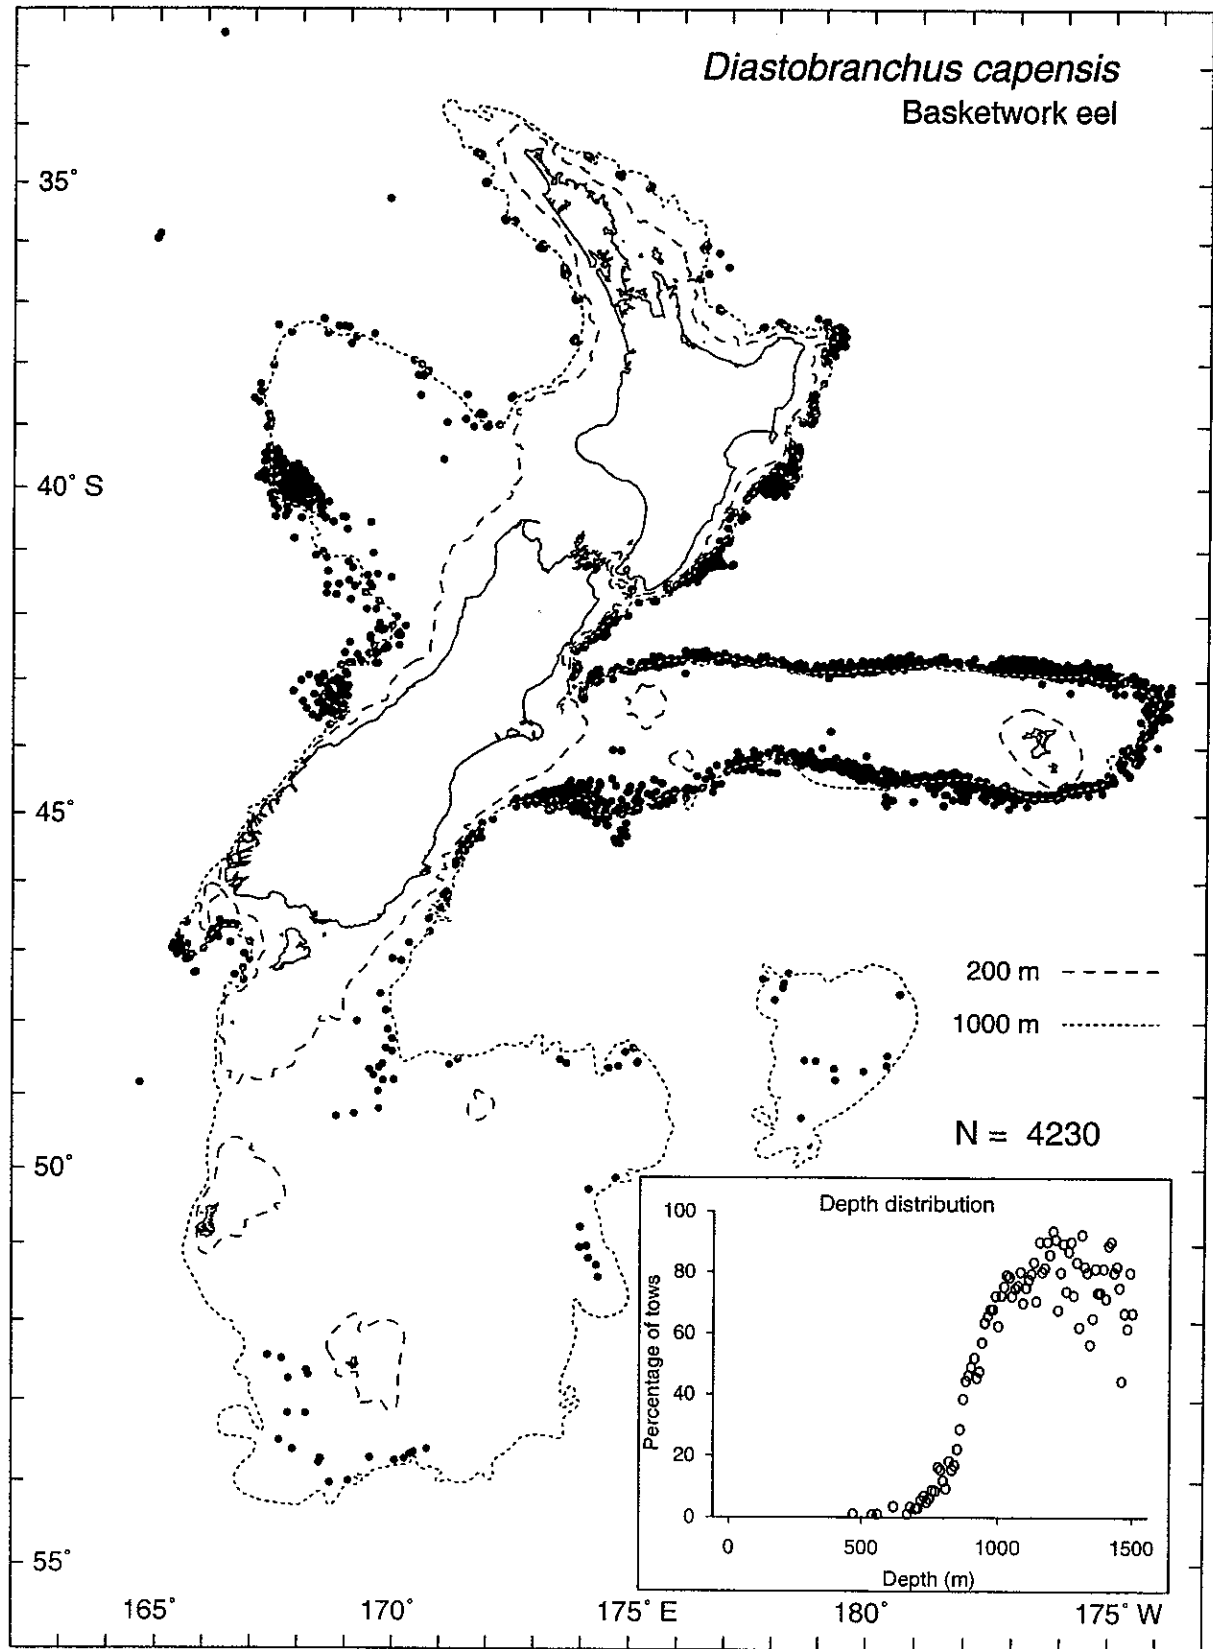 Diastobranchus capensis
Basketwork eel
35°
40° S
45°
200 m
1000 m
N = 4230
50°
Depth distribution
100
80
60
40
20
0
Percentage of tows
0 500 1000 1500
Depth (m)
55°
165° 170° 175° E 180° 175° W